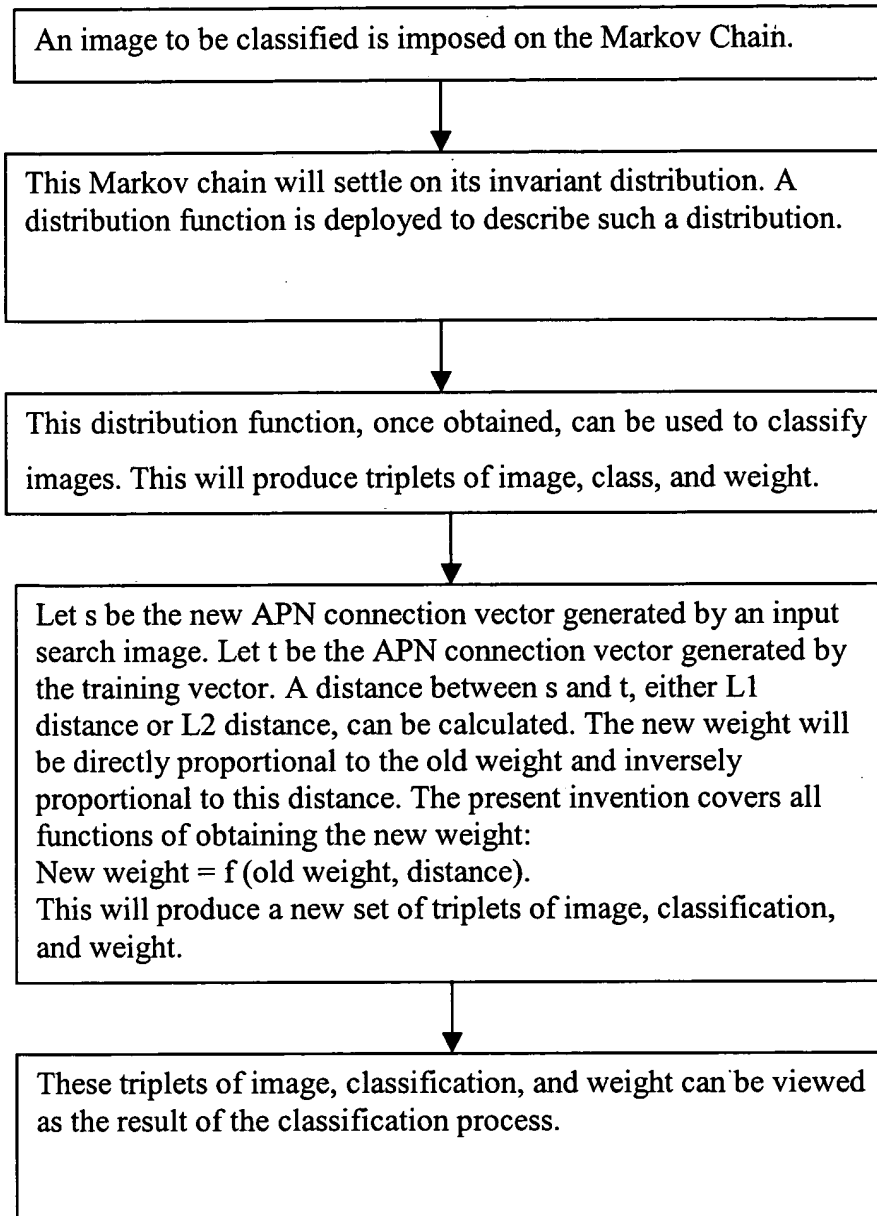 An image to be classified is imposed on the Markov Chain.
This Markov chain will settle on its invariant distribution. A
distribution function is deployed to describe such a distribution.
This distribution function, once obtained, can be used to classify
images. This will produce triplets of image, class, and weight.
Let s be the new APN connection vector generated by an input
search image. Let t be the APN connection vector generated by
the training vector. A distance between s and t, either L1
distance or L2 distance, can be calculated. The new weight will
be directly proportional to the old weight and inversely
proportional to this distance. The present invention covers all
functions of obtaining the new weight:
New weight = f (old weight, distance).
This will produce a new set of triplets of image, classification,
and weight.
These triplets of image, classification, and weight can be viewed
as the result of the classification process.